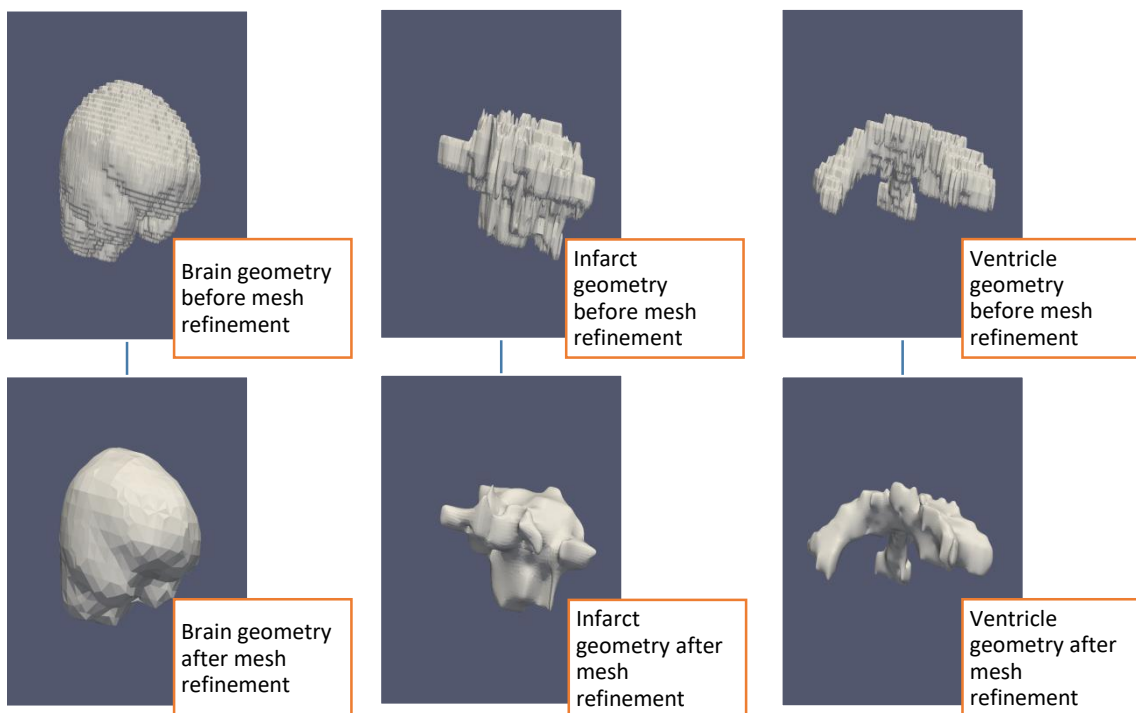 Brain geometry
before mesh
refinement
Infarct
geometry
before mesh
refinement
Ventricle
geometry
before mesh
refinement
Brain geometry
after mesh
refinement
Infarct
geometry after
mesh
refinement
Ventricle
geometry after
mesh
refinement